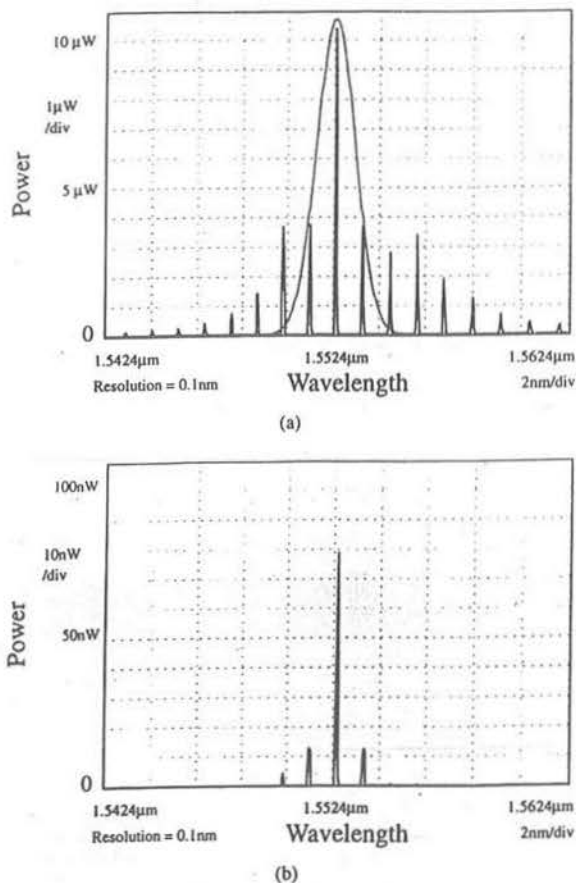 10 μW
1μW
/div
Power
5 μW
0
1.5424μm 1.5524μm 1.5624μm
Resolution = 0.1nm Wavelength 2nm/div
(a)
100nW
10nW
/div
Power
50nW
0
1.5424μm 1.5524μm 1.5624μm
Resolution = 0.1nm Wavelength 2nm/div
(b)